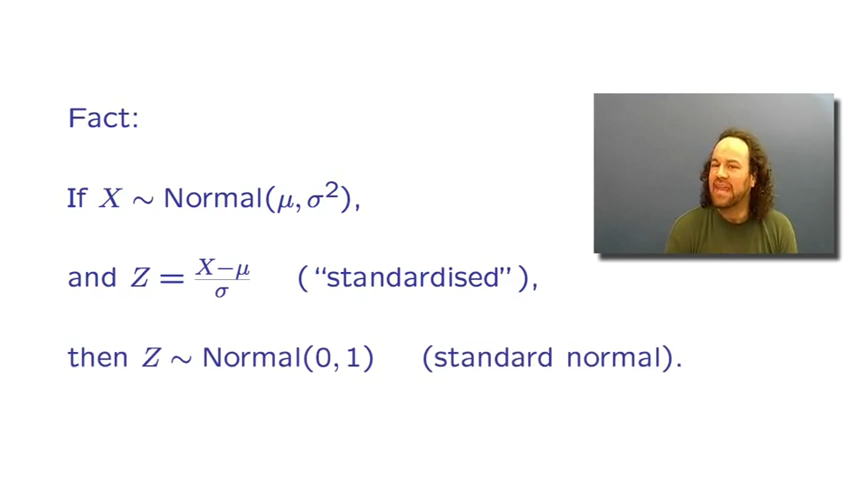 Fact:
If X ∼ Normal(μ, σ²),
and Z = X−μ/σ (“standardised”),
then Z ∼ Normal(0, 1) (standard normal).